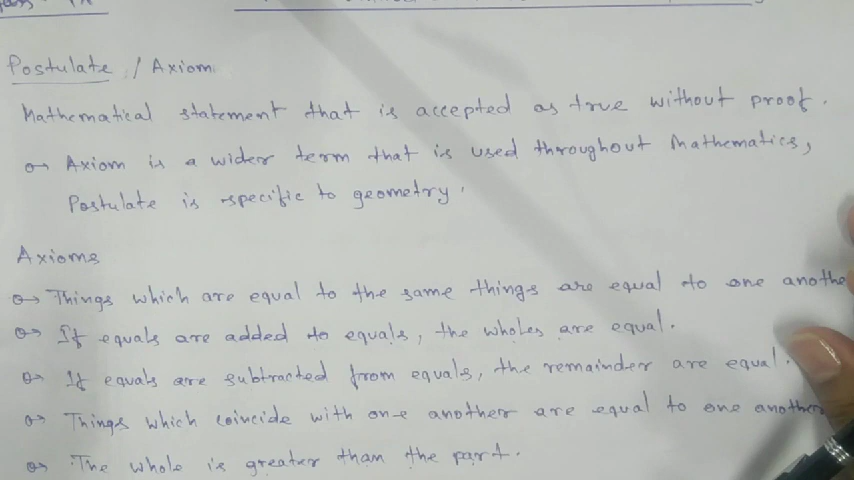 Postulate / Axiom.
Mathematical statement that is accepted as true without proof.
Axiom is a wider term that is used throughout Mathematics,
Postulate is specific to geometry.
Axioms
Things which are equal to the same things are equal to one anothe
If equals are added to equals, the wholes are equal.
If equals are subtracted from equals, the remainder are equal.
Things which coincide with one another are equal to one another
The whole is greater than the part.